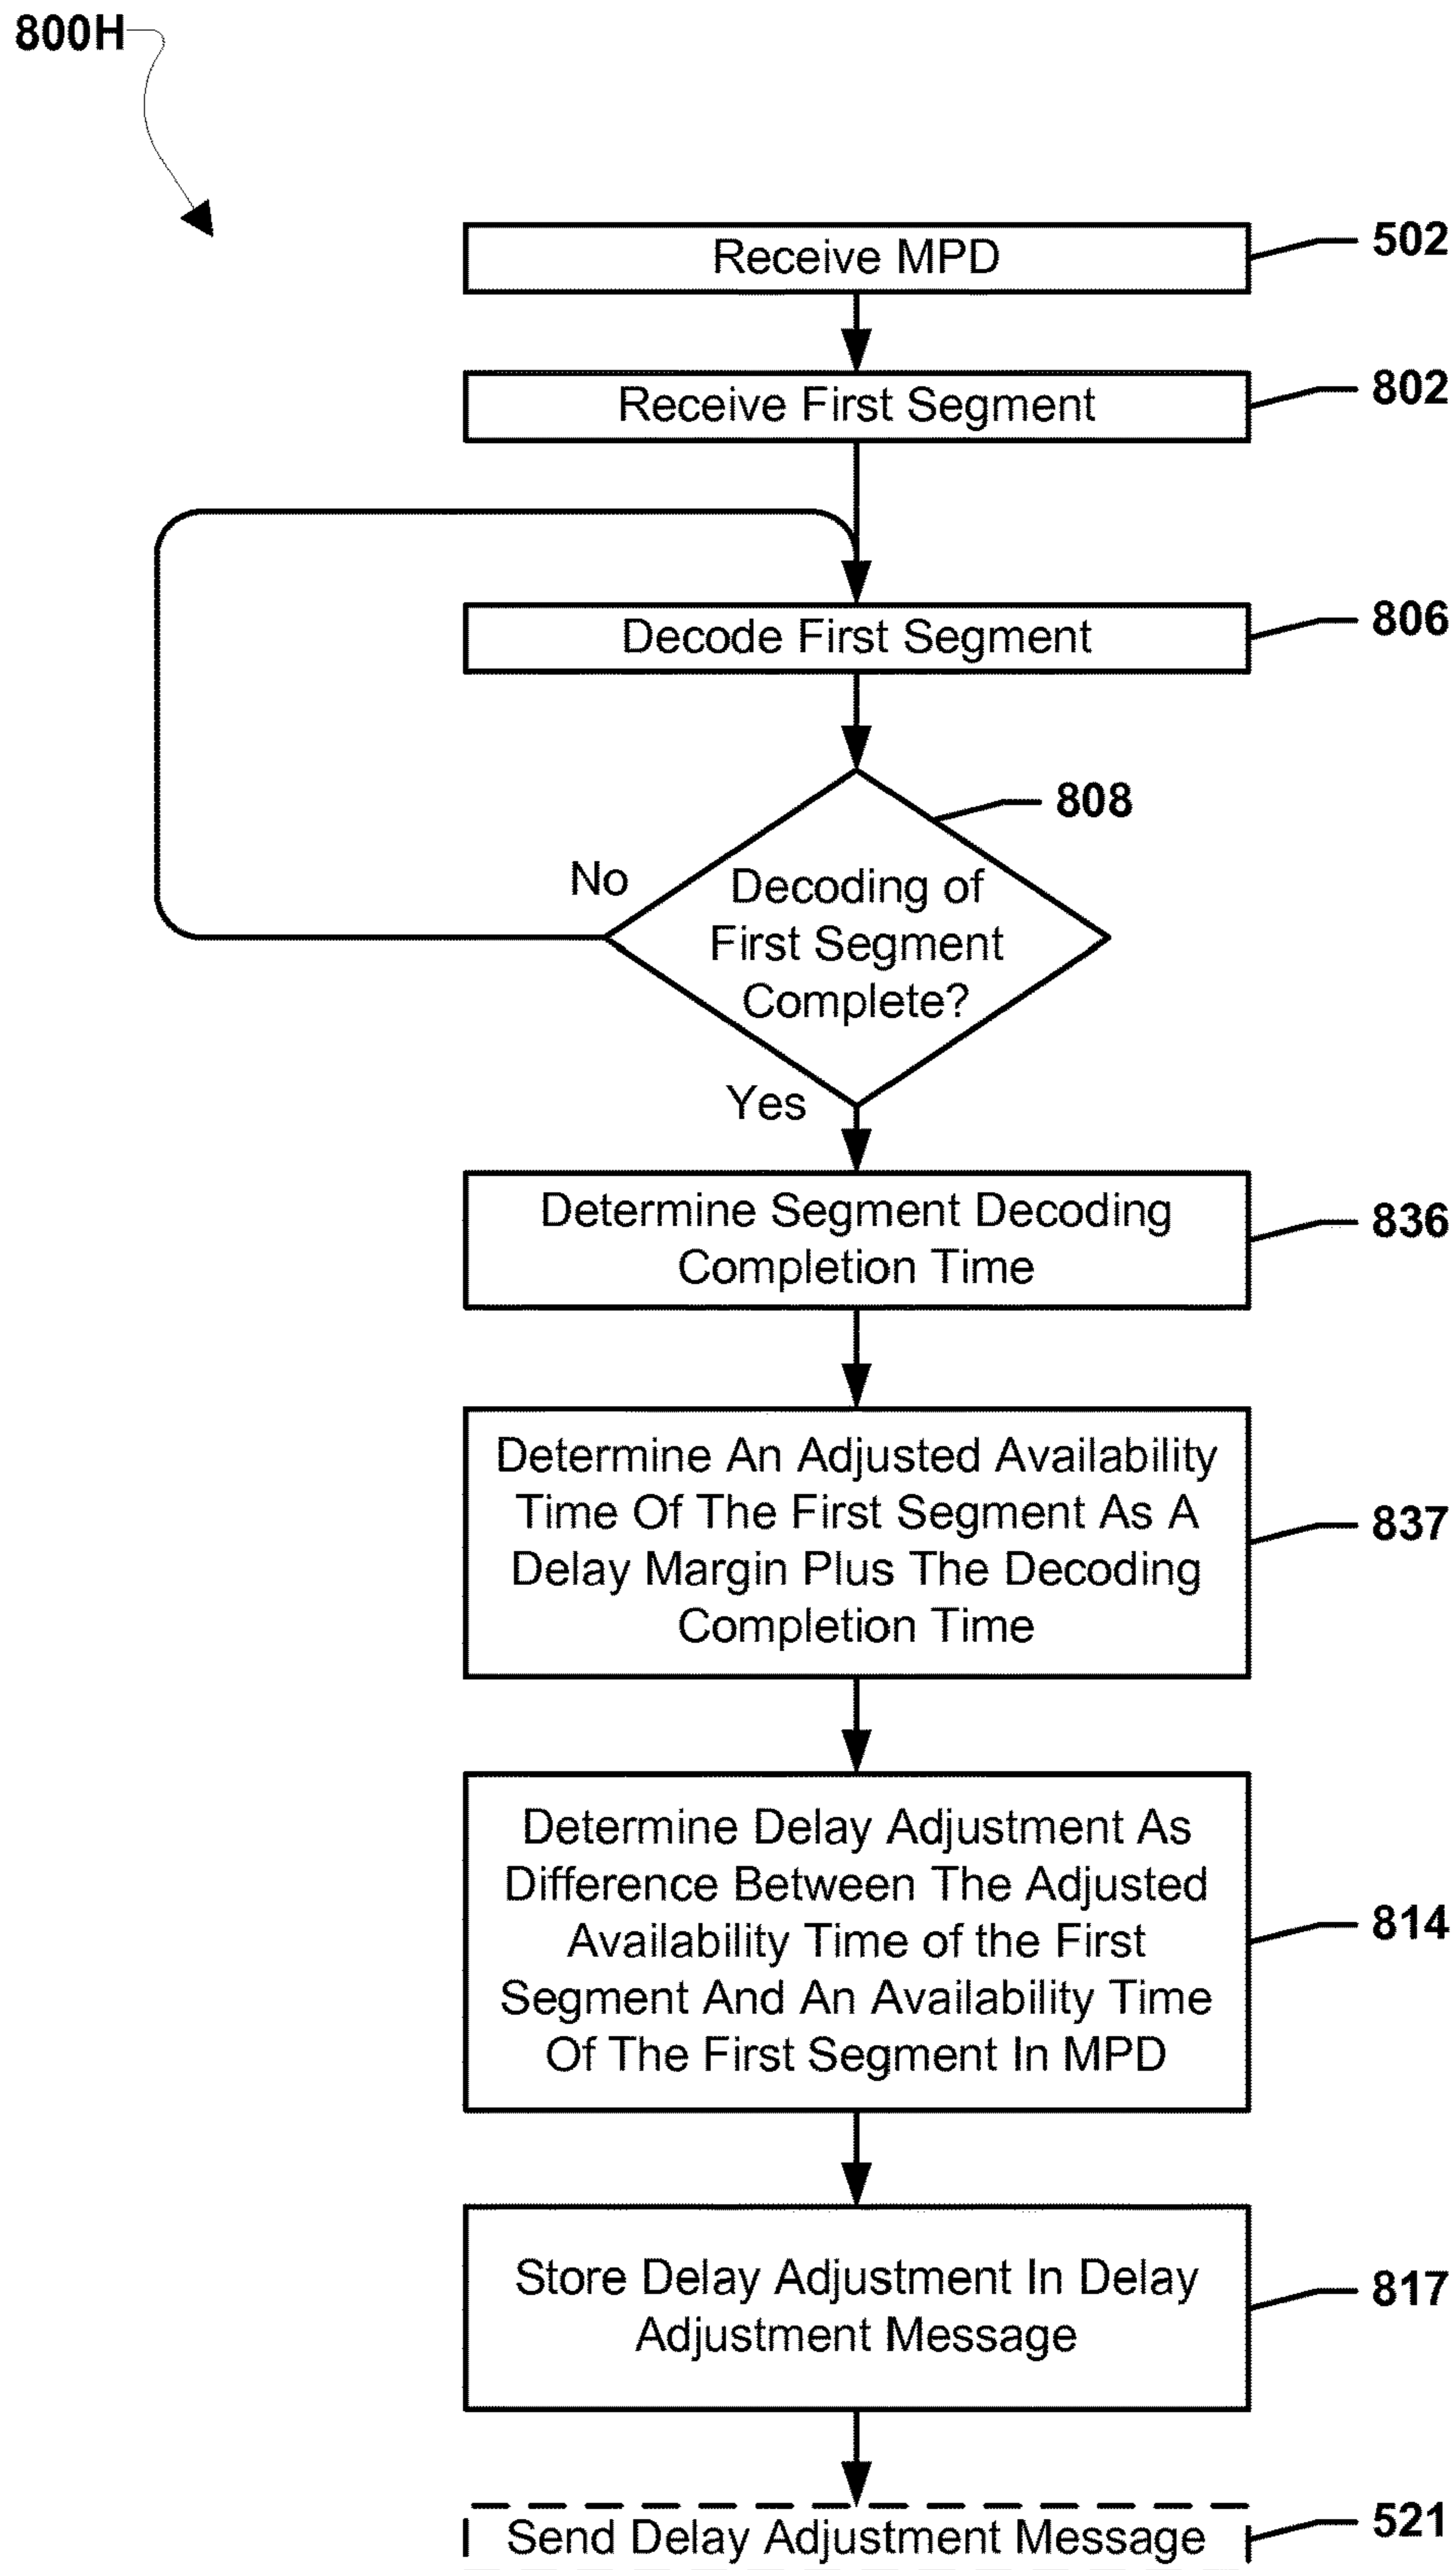 800H
Receive MPD
502
Receive First Segment
802
Decode First Segment
806
808
No
Decoding of
First Segment
Complete?
Yes
Determine Segment Decoding
Completion Time
836
Determine An Adjusted Availability
Time Of The First Segment As A
Delay Margin Plus The Decoding
Completion Time
837
Determine Delay Adjustment As
Difference Between The Adjusted
Availability Time of the First
Segment And An Availability Time
Of The First Segment In MPD
814
Store Delay Adjustment In Delay
Adjustment Message
817
Send Delay Adjustment Message
521